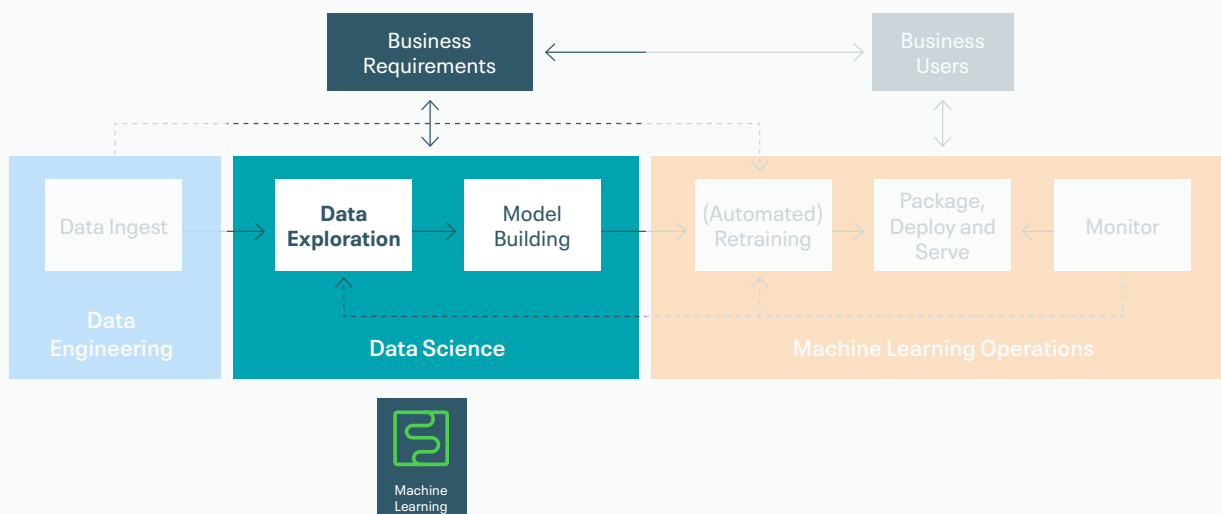 Business
Requirements
Business
Users
Data Ingest
Data
Exploration
Model
Building
(Automated)
Retraining
Package,
Deploy and
Serve
Monitor
Data
Engineering
Data Science
Machine Learning Operations
Machine
Learning